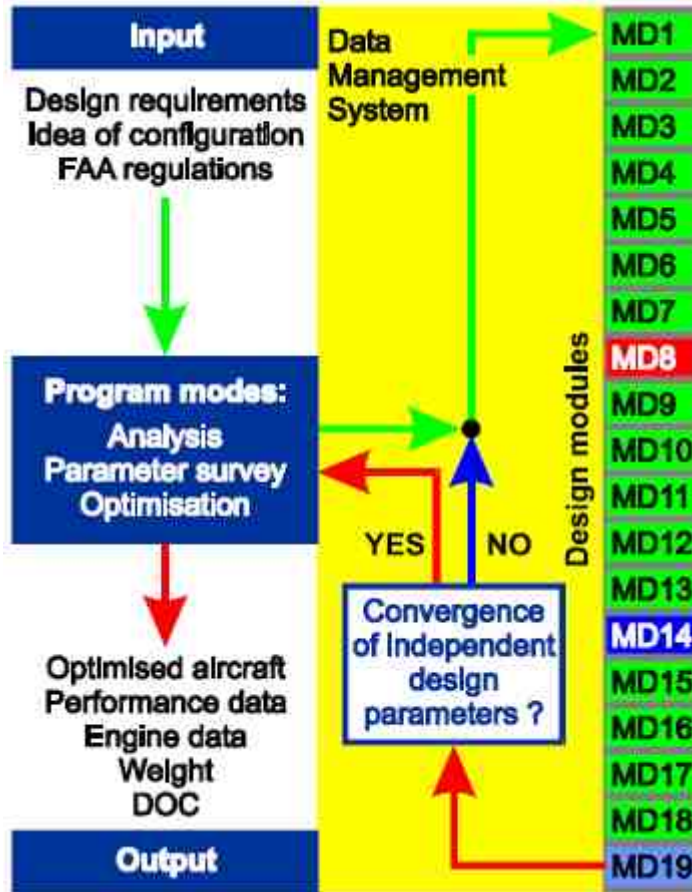 Input
Design requirements
Idea of configuration
FAA regulations
Program modes:
Analysis
Parameter survey
Optimisation
Optimised aircraft
Performance data
Engine data
Weight
DOC
Output
Data
Management
System
YES
NO
Convergence
of independent
design
parameters ?
Design modules
MD1
MD2
MD3
MD4
MD5
MD6
MD7
MD8
MD9
MD10
MD11
MD12
MD13
MD14
MD15
MD16
MD17
MD18
MD19